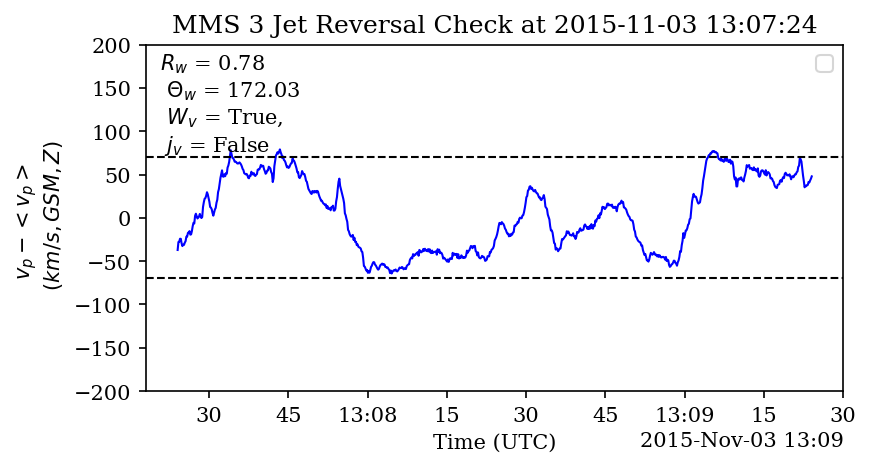 MMS 3 Jet Reversal Check at 2015-11-03 13:07:24
R_w = 0.78
Θ_w = 172.03
W_v = True,
j_v = False
v_p − < v_p >
(km/s, GSM, Z)
200
150
100
50
0
−50
−100
−150
−200
30 45 13:08 15 30 45 13:09 15 30
Time (UTC)
2015-Nov-03 13:09